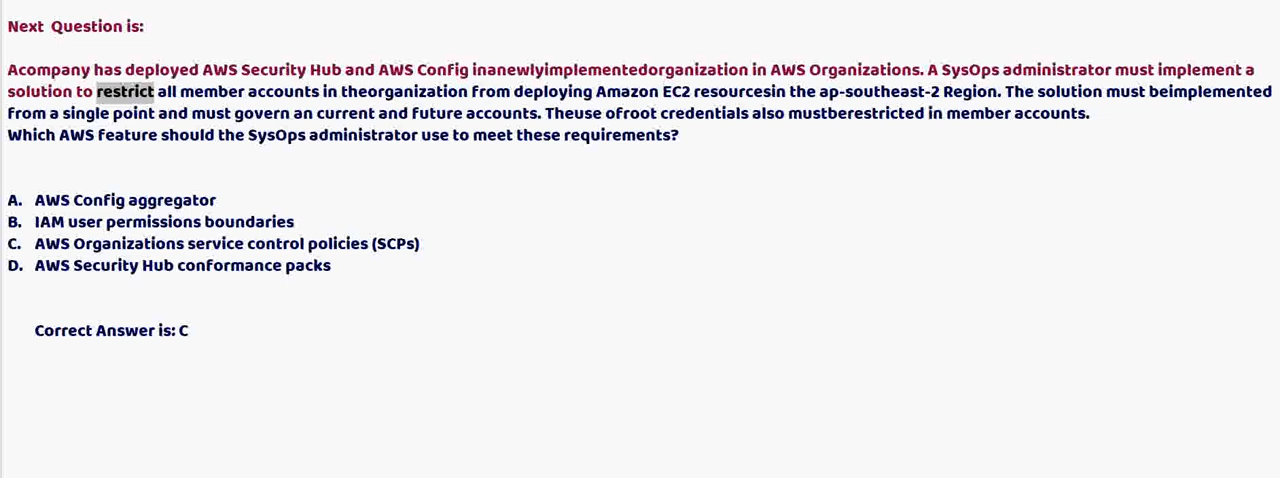 Next Question is:
Acompany has deployed AWS Security Hub and AWS Config inanewlyimplementedorganization in AWS Organizations. A SysOps administrator must implement a
solution to restrict all member accounts in theorganization from deploying Amazon EC2 resourcesin the ap-southeast-2 Region. The solution must beimplemented
from a single point and must govern an current and future accounts. Theuse ofroot credentials also mustberestricted in member accounts.
Which AWS feature should the SysOps administrator use to meet these requirements?
A. AWS Config aggregator
B. IAM user permissions boundaries
C. AWS Organizations service control policies (SCPs)
D. AWS Security Hub conformance packs
Correct Answer is: C